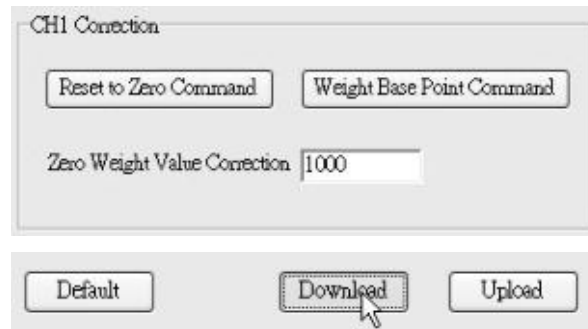 CH1 Correction
Reset to Zero Command Weight Base Point Command
Zero Weight Value Correction 1000
Default Download Upload